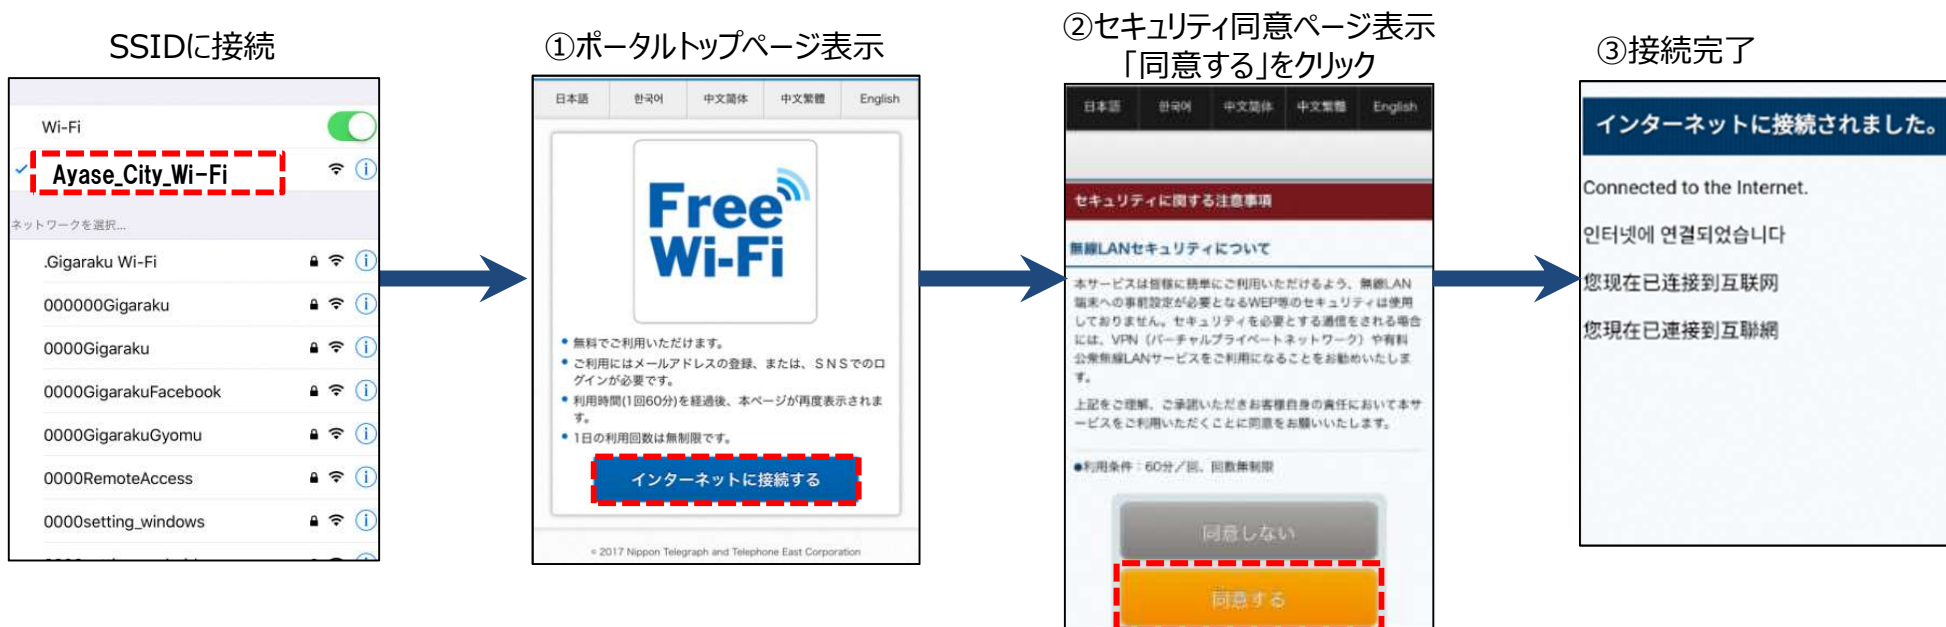 SSIDに接続
Wi-Fi
Ayase_City_Wi-Fi
ネットワークを選択...
.Gigaraku Wi-Fi
000000Gigaraku
0000Gigaraku
0000GigarakuFacebook
0000GigarakuGyomu
0000RemoteAccess
0000setting_windows
①ポータルトップページ表示
日本語 한국어 中文简体 中文繁體 English
Free
Wi-Fi
• 無料でご利用いただけます。
• ご利用にはメールアドレスの登録、または、SNSでのロ
グインが必要です。
• 利用時間(1回60分)を経過後、本ページが再度表示されま
す。
• 1日の利用回数は無制限です。
インターネットに接続する
© 2017 Nippon Telegraph and Telephone East Corporation
②セキュリティ同意ページ表示
「同意する」をクリック
日本語 한국어 中文简体 中文繁體 English
セキュリティに関する注意事項
無線LANセキュリティについて
本サービスは皆様に簡単にご利用いただけるよう、無線LAN
端末への事前設定が必要となるWEP等のセキュリティは使用
しておりません。セキュリティを必要とする通信をされる場合
には、VPN（バーチャルプライベートネットワーク）や有料
公衆無線LANサービスをご利用になることをお勧めいたしま
す。
上記をご理解、ご承諾いただきお客様自身の責任において本サ
ービスをご利用いただくことに同意をお願いいたします。
●利用条件：60分／回、回数無制限
同意しない
同意する
③接続完了
インターネットに接続されました。
Connected to the Internet.
인터넷에 연결되었습니다
您现在已连接到互联网
您現在已連接到互聯網